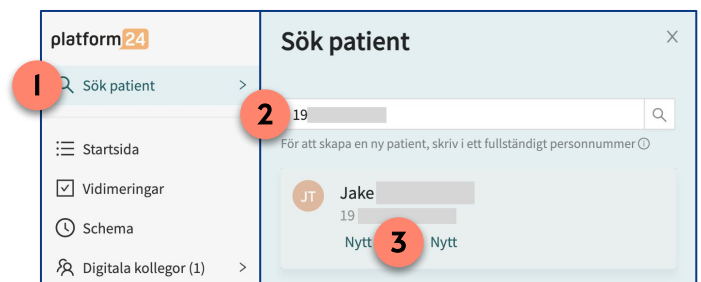 platform24
1
Sök patient
Startsida
Vidimeringar
Schema
Digitala kollegor (1)
Sök patient
2
19
För att skapa en ny patient, skriv i ett fullständigt personnummer
JT
Jake
19
Nytt 3 Nytt